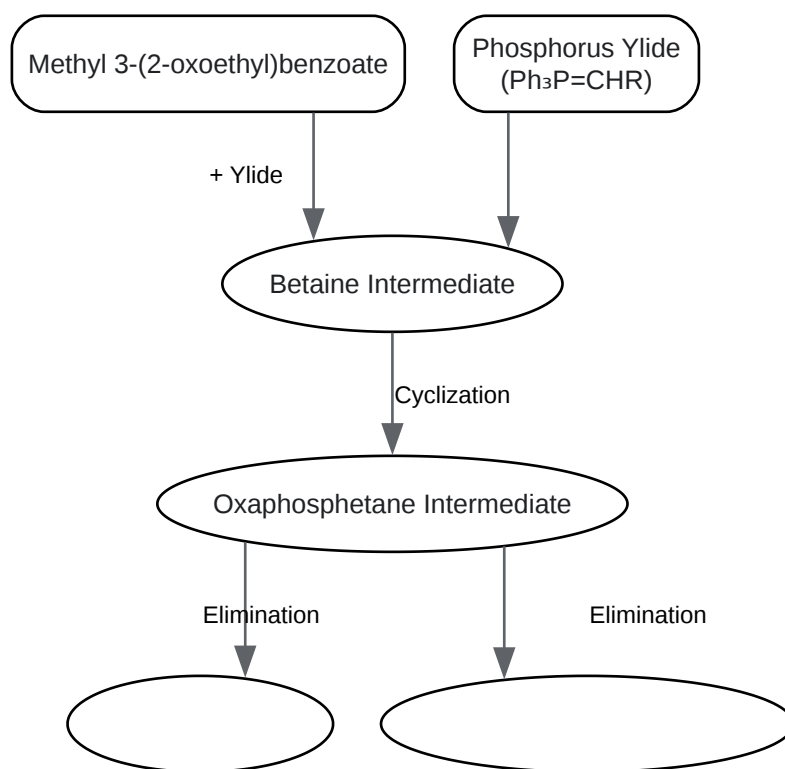 Methyl 3-(2-oxoethyl)benzoate
Phosphorus Ylide
(Ph₃P=CHR)
+ Ylide
Betaine Intermediate
Cyclization
Oxaphosphetane Intermediate
Elimination
Elimination